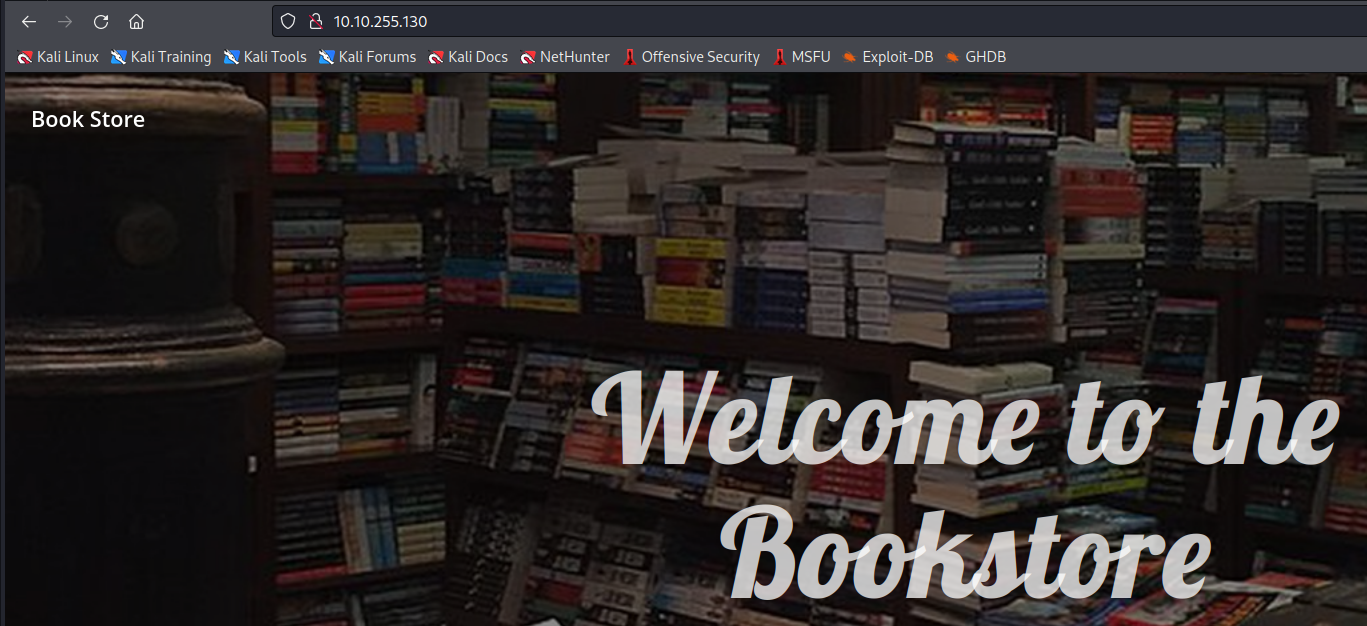 10.10.255.130
Kali Linux Kali Training Kali Tools Kali Forums Kali Docs NetHunter Offensive Security MSFU Exploit-DB GHDB
Book Store
Welcome to the
Bookstore